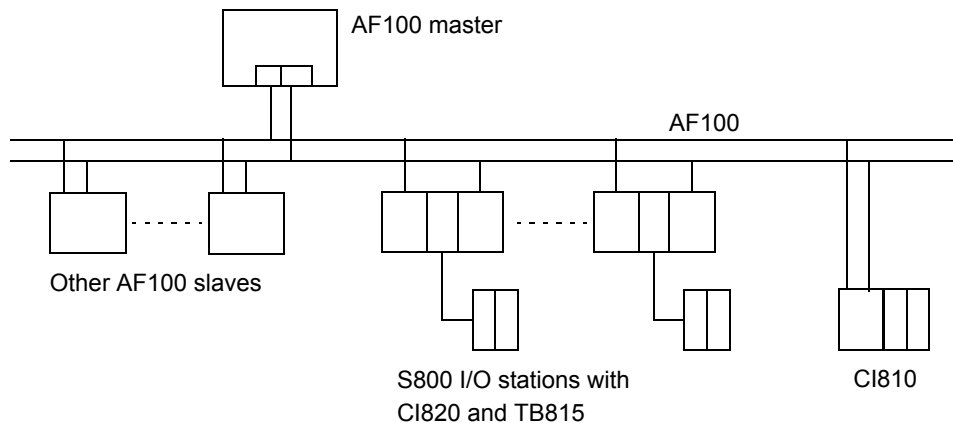 AF100 master
AF100
Other AF100 slaves
S800 I/O stations with
CI820 and TB815
CI810